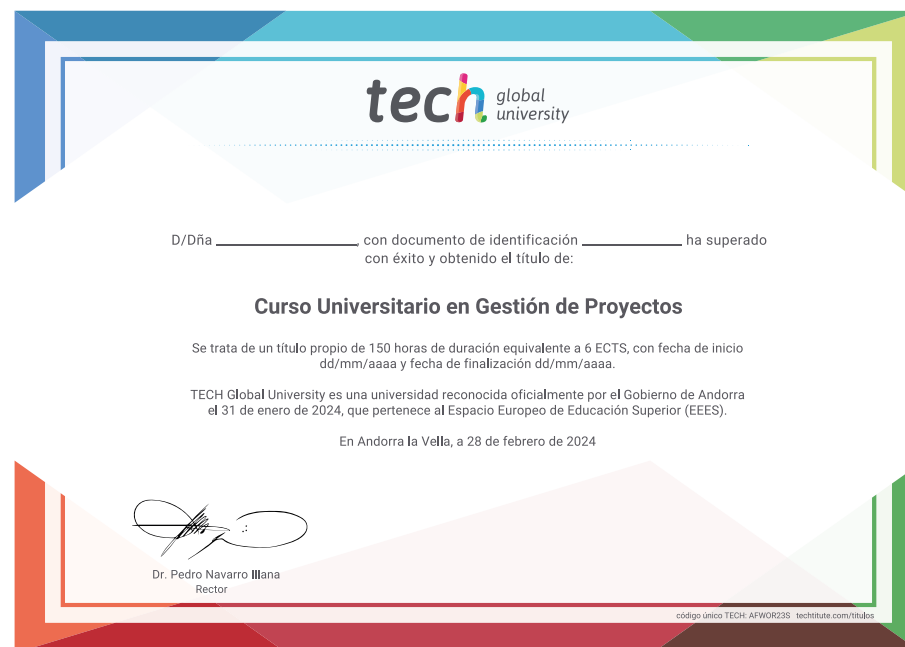 tech global university
D/Dña ________________, con documento de identificación ____________ ha superado
con éxito y obtenido el título de:
Curso Universitario en Gestión de Proyectos
Se trata de un título propio de 150 horas de duración equivalente a 6 ECTS, con fecha de inicio
dd/mm/aaaa y fecha de finalización dd/mm/aaaa.
TECH Global University es una universidad reconocida oficialmente por el Gobierno de Andorra
el 31 de enero de 2024, que pertenece al Espacio Europeo de Educación Superior (EEES).
En Andorra la Vella, a 28 de febrero de 2024
Dr. Pedro Navarro Illana
Rector
código único TECH: AFWOR23S techtitute.com/titulos